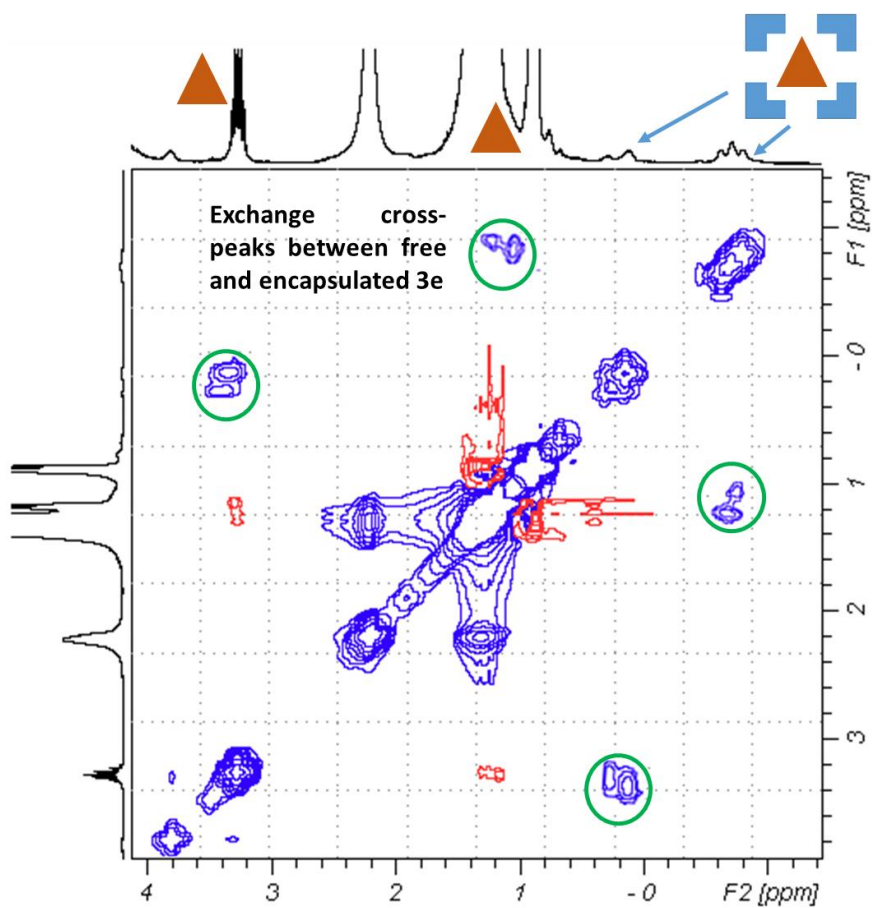 Exchange cross-
peaks between free
and encapsulated 3e
F1 [ppm]
- 0
1
2
3
4 3 2 1 - 0 F2 [ppm]